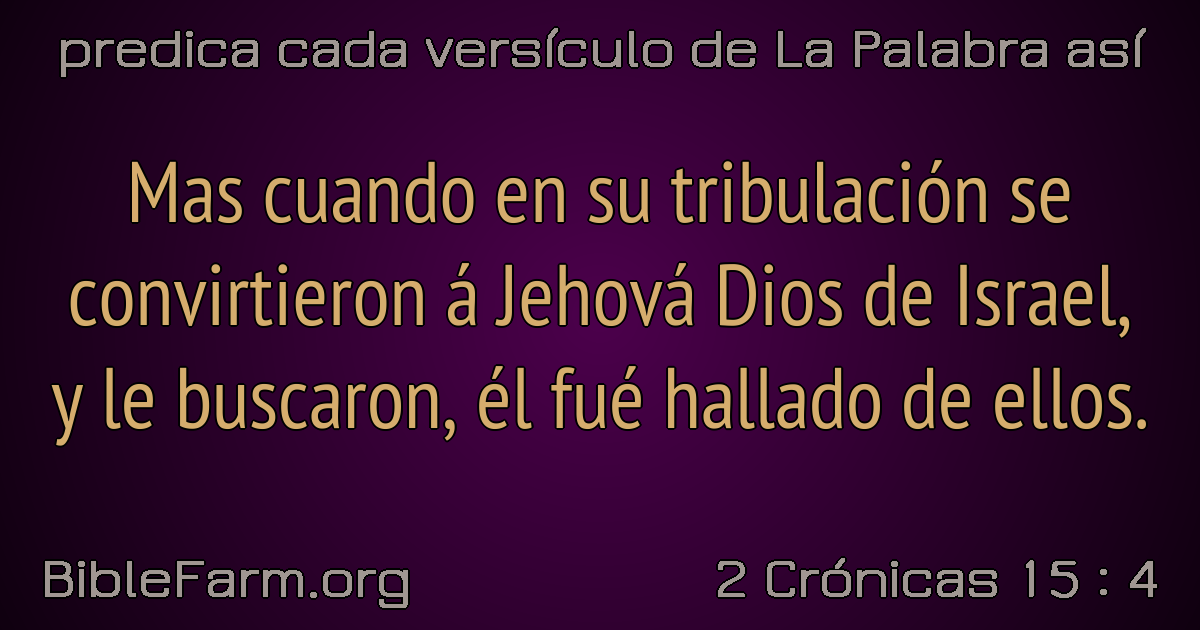 predica cada versículo de La Palabra así
Mas cuando en su tribulación se
convirtieron á Jehová Dios de Israel,
y le buscaron, él fué hallado de ellos.
BibleFarm.org
2 Crónicas 15 : 4